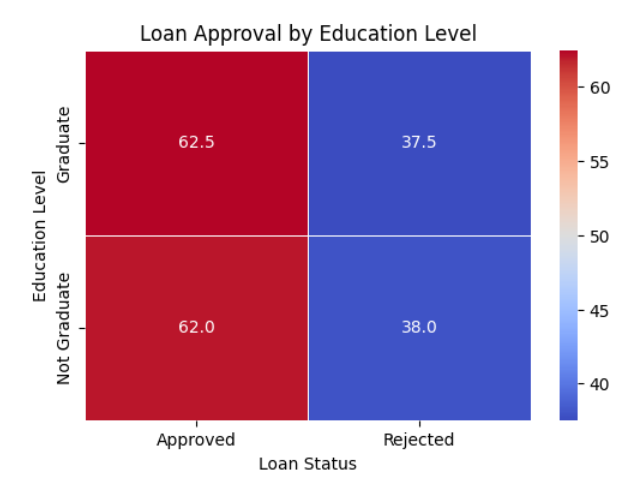 Loan Approval by Education Level
Education Level
Graduate
62.5
37.5
Not Graduate
62.0
38.0
Approved
Rejected
Loan Status
60
55
50
45
40